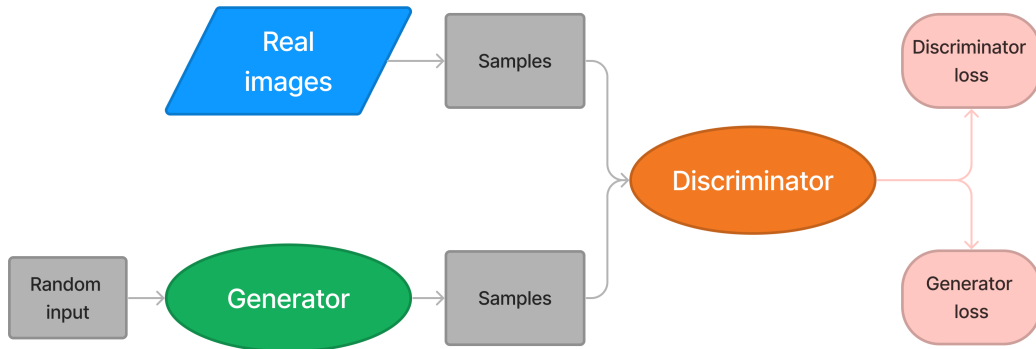 Real
images
Samples
Discriminator
loss
Discriminator
Random
input
Generator
Samples
Generator
loss